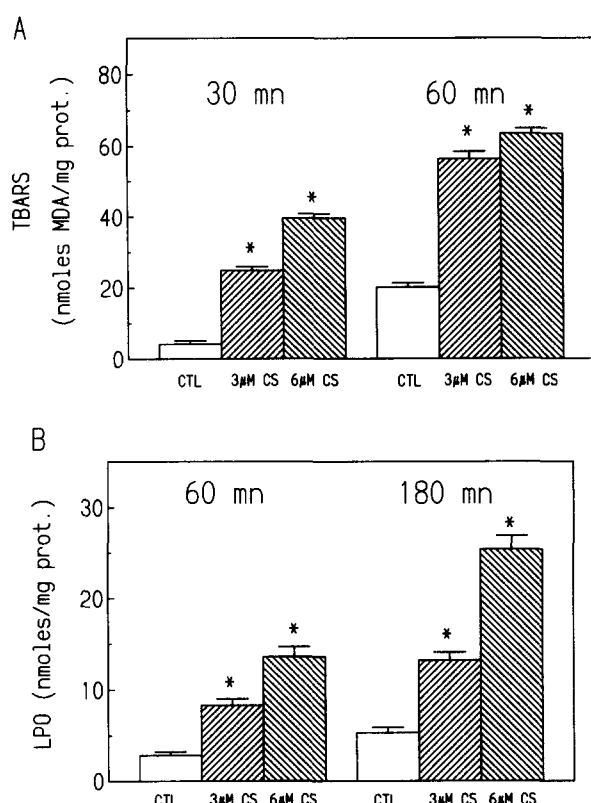 A
TBARS
(nmoles MDA/mg prot.)
80
60
40
20
0
30 mn
60 mn
*
*
*
*
CTL 3µM CS 6µM CS CTL 3µM CS 6µM CS
B
LPO (nmoles/mg prot.)
30
20
10
0
60 mn
180 mn
*
*
*
*
CTL 3µM CS 6µM CS CTL 3µM CS 6µM CS